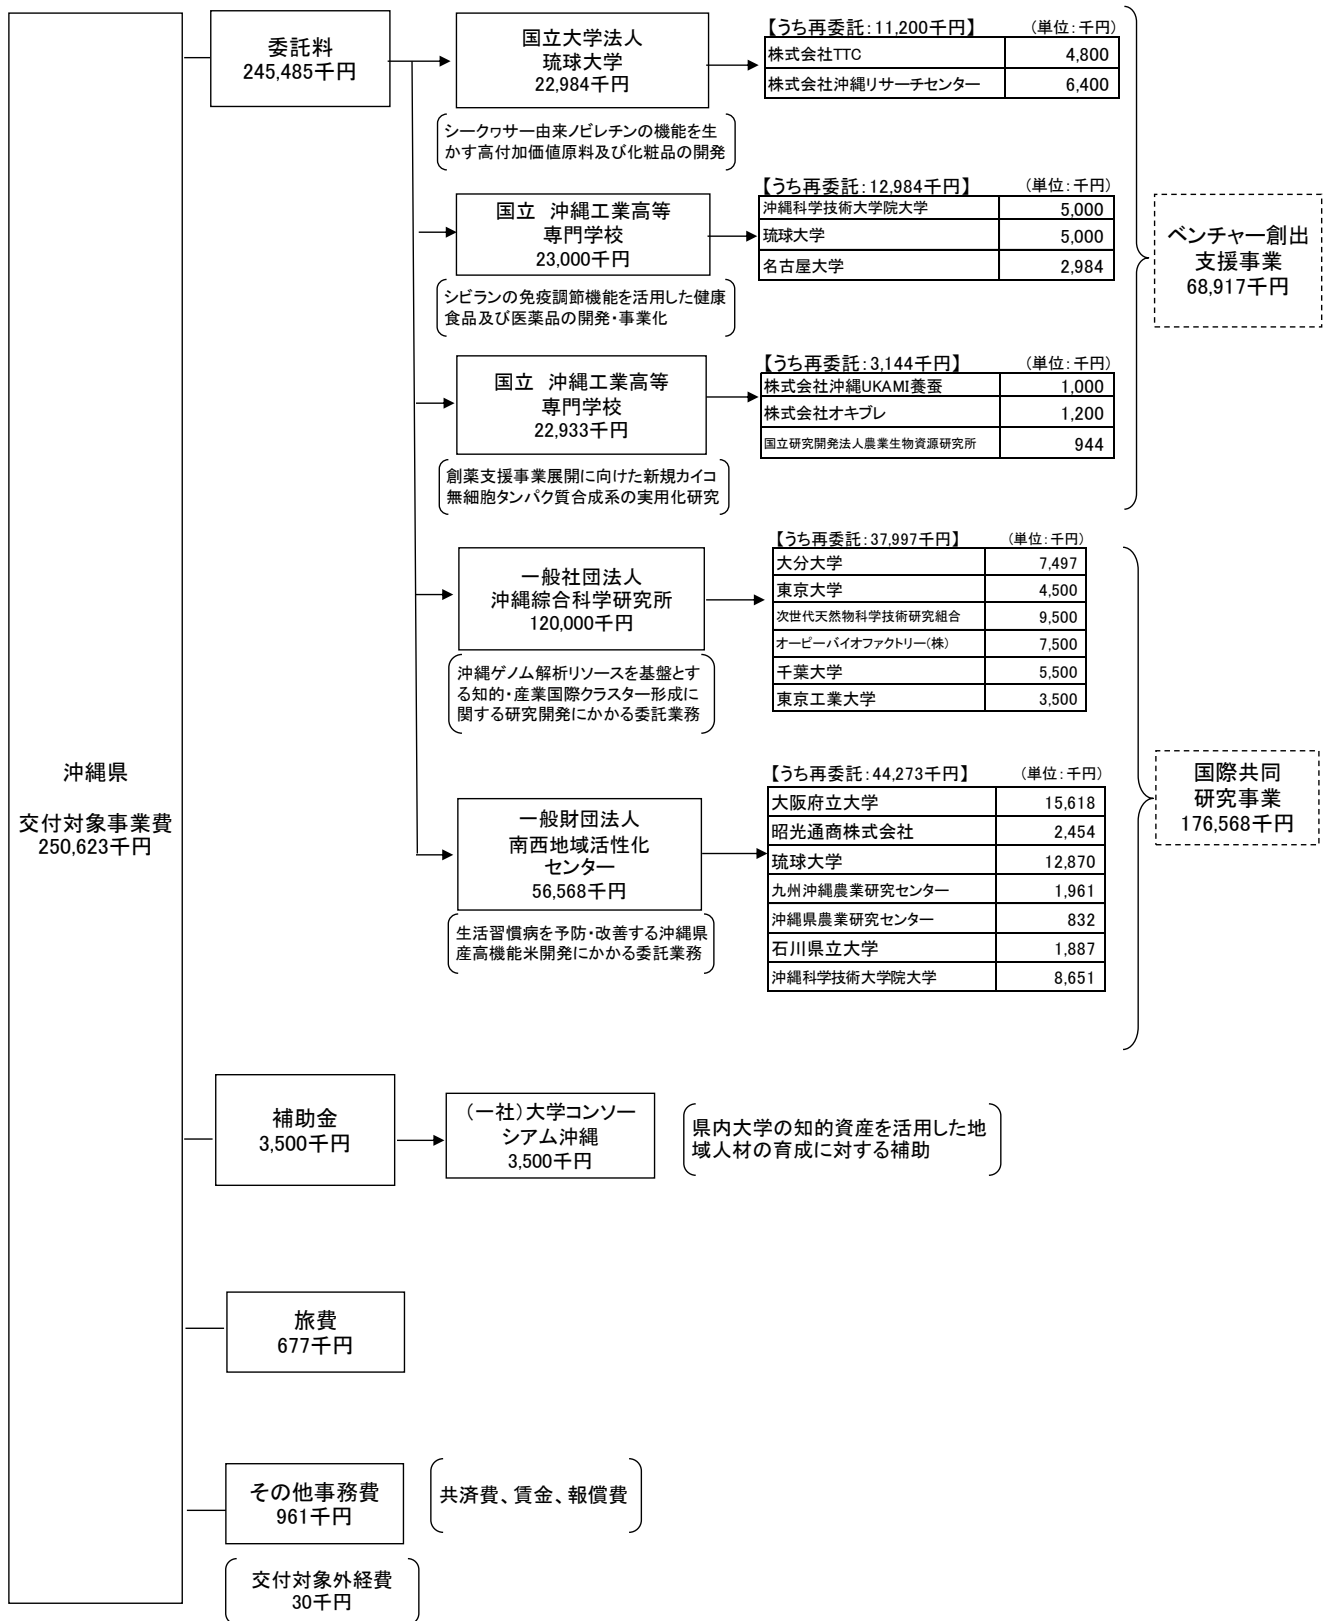 沖縄県
交付対象事業費
250,623千円
委託料
245,485千円
国立大学法人
琉球大学
22,984千円
シークヮサー由来ノビレチンの機能を生
かす高付加価値原料及び化粧品の開発
【うち再委託:11,200千円】 (単位:千円)
株式会社TTC 4,800
株式会社沖縄リサーチセンター 6,400
国立 沖縄工業高等
専門学校
23,000千円
シビランの免疫調節機能を活用した健康
食品及び医薬品の開発・事業化
【うち再委託:12,984千円】 (単位:千円)
沖縄科学技術大学院大学 5,000
琉球大学 5,000
名古屋大学 2,984
国立 沖縄工業高等
専門学校
22,933千円
創薬支援事業展開に向けた新規カイコ
無細胞タンパク質合成系の実用化研究
【うち再委託:3,144千円】 (単位:千円)
株式会社沖縄UKAMI養蚕 1,000
株式会社オキブレ 1,200
国立研究開発法人農業生物資源研究所 944
ベンチャー創出
支援事業
68,917千円
一般社団法人
沖縄綜合科学研究所
120,000千円
沖縄ゲノム解析リソースを基盤とす
る知的・産業国際クラスター形成に
関する研究開発にかかる委託業務
【うち再委託:37,997千円】 (単位:千円)
大分大学 7,497
東京大学 4,500
次世代天然物科学技術研究組合 9,500
オーピーバイオファクトリー(株) 7,500
千葉大学 5,500
東京工業大学 3,500
一般財団法人
南西地域活性化
センター
56,568千円
生活習慣病を予防・改善する沖縄県
産高機能米開発にかかる委託業務
【うち再委託:44,273千円】 (単位:千円)
大阪府立大学 15,618
昭光通商株式会社 2,454
琉球大学 12,870
九州沖縄農業研究センター 1,961
沖縄県農業研究センター 832
石川県立大学 1,887
沖縄科学技術大学院大学 8,651
国際共同
研究事業
176,568千円
補助金
3,500千円
(一社)大学コンソー
シアム沖縄
3,500千円
県内大学の知的資産を活用した地
域人材の育成に対する補助
旅費
677千円
その他事務費
961千円
共済費、賃金、報償費
交付対象外経費
30千円